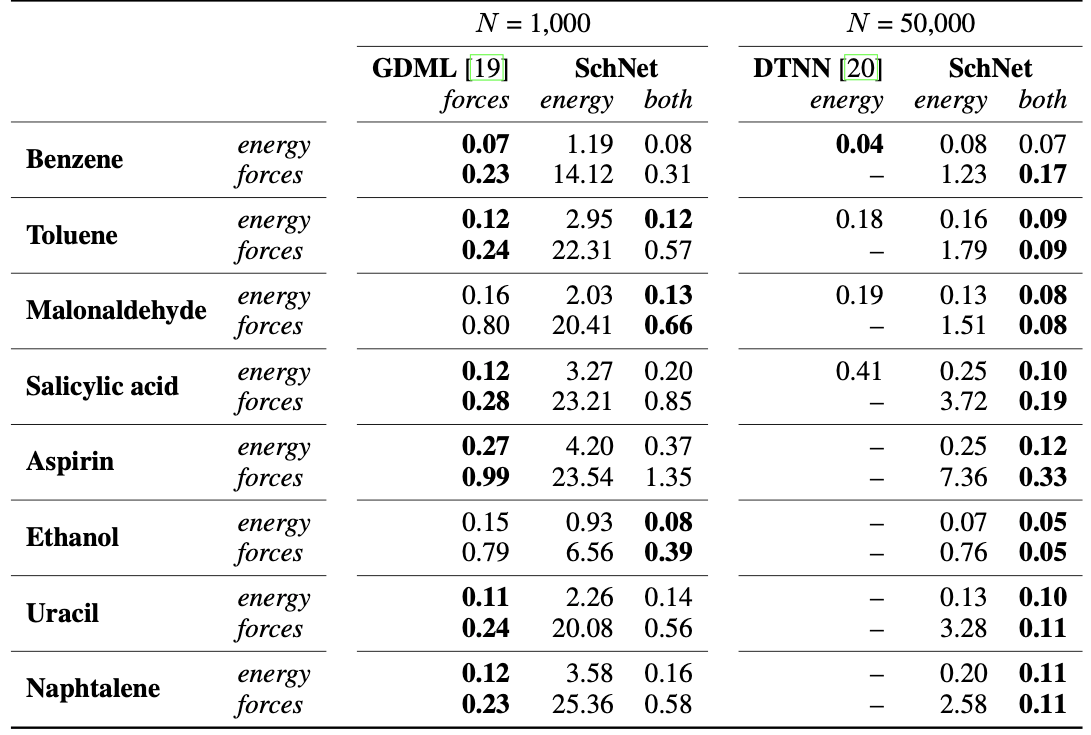 N = 1,000 N = 50,000
GDML [19] SchNet DTNN [20] SchNet
forces energy both energy energy both
Benzene energy 0.07 1.19 0.08 0.04 0.08 0.07
forces 0.23 14.12 0.31 – 1.23 0.17
Toluene energy 0.12 2.95 0.12 0.18 0.16 0.09
forces 0.24 22.31 0.57 – 1.79 0.09
Malonaldehyde energy 0.16 2.03 0.13 0.19 0.13 0.08
forces 0.80 20.41 0.66 – 1.51 0.08
Salicylic acid energy 0.12 3.27 0.20 0.41 0.25 0.10
forces 0.28 23.21 0.85 – 3.72 0.19
Aspirin energy 0.27 4.20 0.37 – 0.25 0.12
forces 0.99 23.54 1.35 – 7.36 0.33
Ethanol energy 0.15 0.93 0.08 – 0.07 0.05
forces 0.79 6.56 0.39 – 0.76 0.05
Uracil energy 0.11 2.26 0.14 – 0.13 0.10
forces 0.24 20.08 0.56 – 3.28 0.11
Naphtalene energy 0.12 3.58 0.16 – 0.20 0.11
forces 0.23 25.36 0.58 – 2.58 0.11